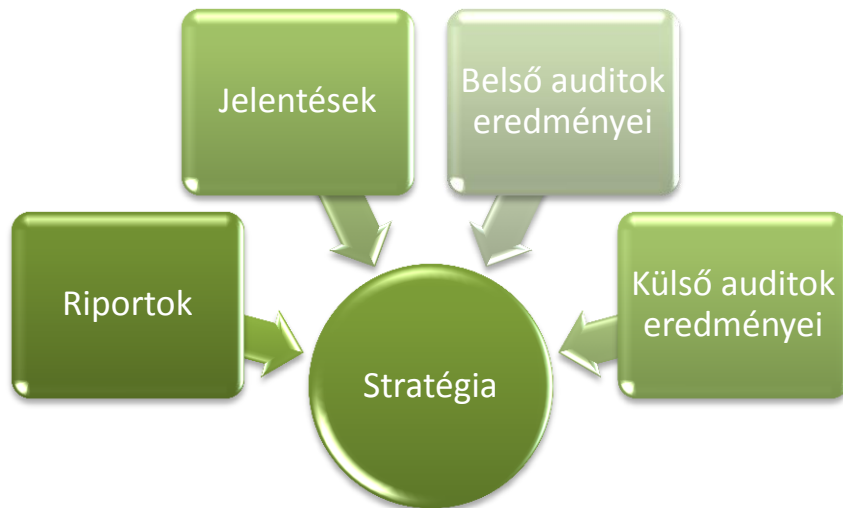 Jelentések
Belső auditok
eredményei
Riportok
Külső auditok
eredményei
Stratégia